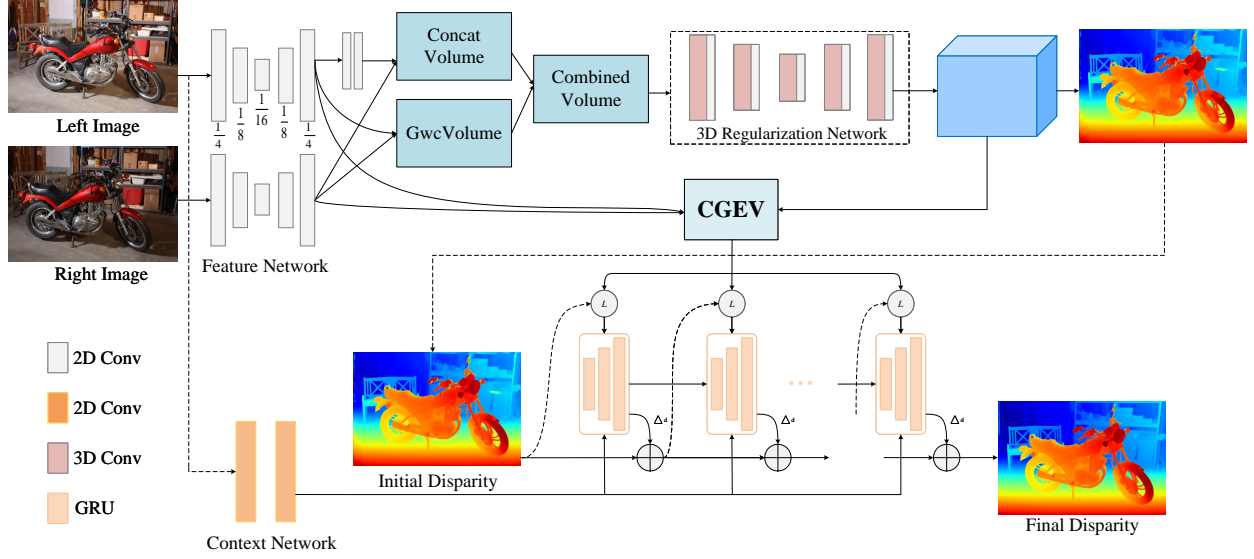 Left Image
Right Image
1/4
1/8
1/16
1/8
1/4
Feature Network
Concat
Volume
GwcVolume
Combined
Volume
3D Regularization Network
CGEV
L
L
L
Δd
Δd
Δd
2D Conv
2D Conv
3D Conv
GRU
Initial Disparity
Context Network
Final Disparity